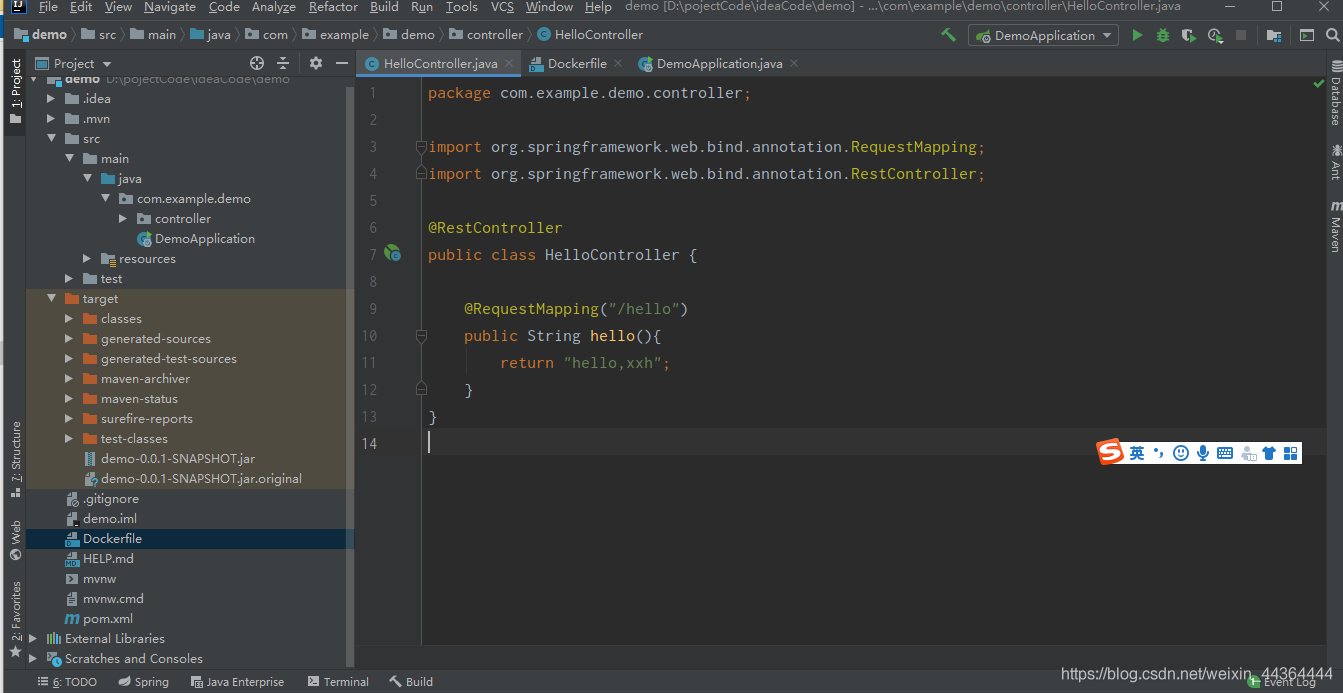 File Edit View Navigate Code Analyze Refactor Build Run Tools VCS Window Help demo [D:\pojectCode\ideaCode\demo] - ...\com\example\demo\controller\HelloController.java
demo src main java com example demo controller HelloController
DemoApplication
Project
HelloController.java Dockerfile DemoApplication.java
demo D:\pojectCode\ideaCode\demo
.idea
.mvn
src
main
java
com.example.demo
controller
DemoApplication
resources
test
target
classes
generated-sources
generated-test-sources
maven-archiver
maven-status
surefire-reports
test-classes
demo-0.0.1-SNAPSHOT.jar
demo-0.0.1-SNAPSHOT.jar.original
.gitignore
demo.iml
Dockerfile
HELP.md
mvnw
mvnw.cmd
pom.xml
External Libraries
Scratches and Consoles
1: Project
7: Structure
Web
2: Favorites
1 package com.example.demo.controller;
2
3 import org.springframework.web.bind.annotation.RequestMapping;
4 import org.springframework.web.bind.annotation.RestController;
5
6 @RestController
7 public class HelloController {
8
9 @RequestMapping("/hello")
10 public String hello(){
11 return "hello,xxh";
12 }
13 }
14
S 英
Database
Ant
Maven
6: TODO Spring Java Enterprise Terminal Build
1 Event Log
https://blog.csdn.net/weixin_44364444